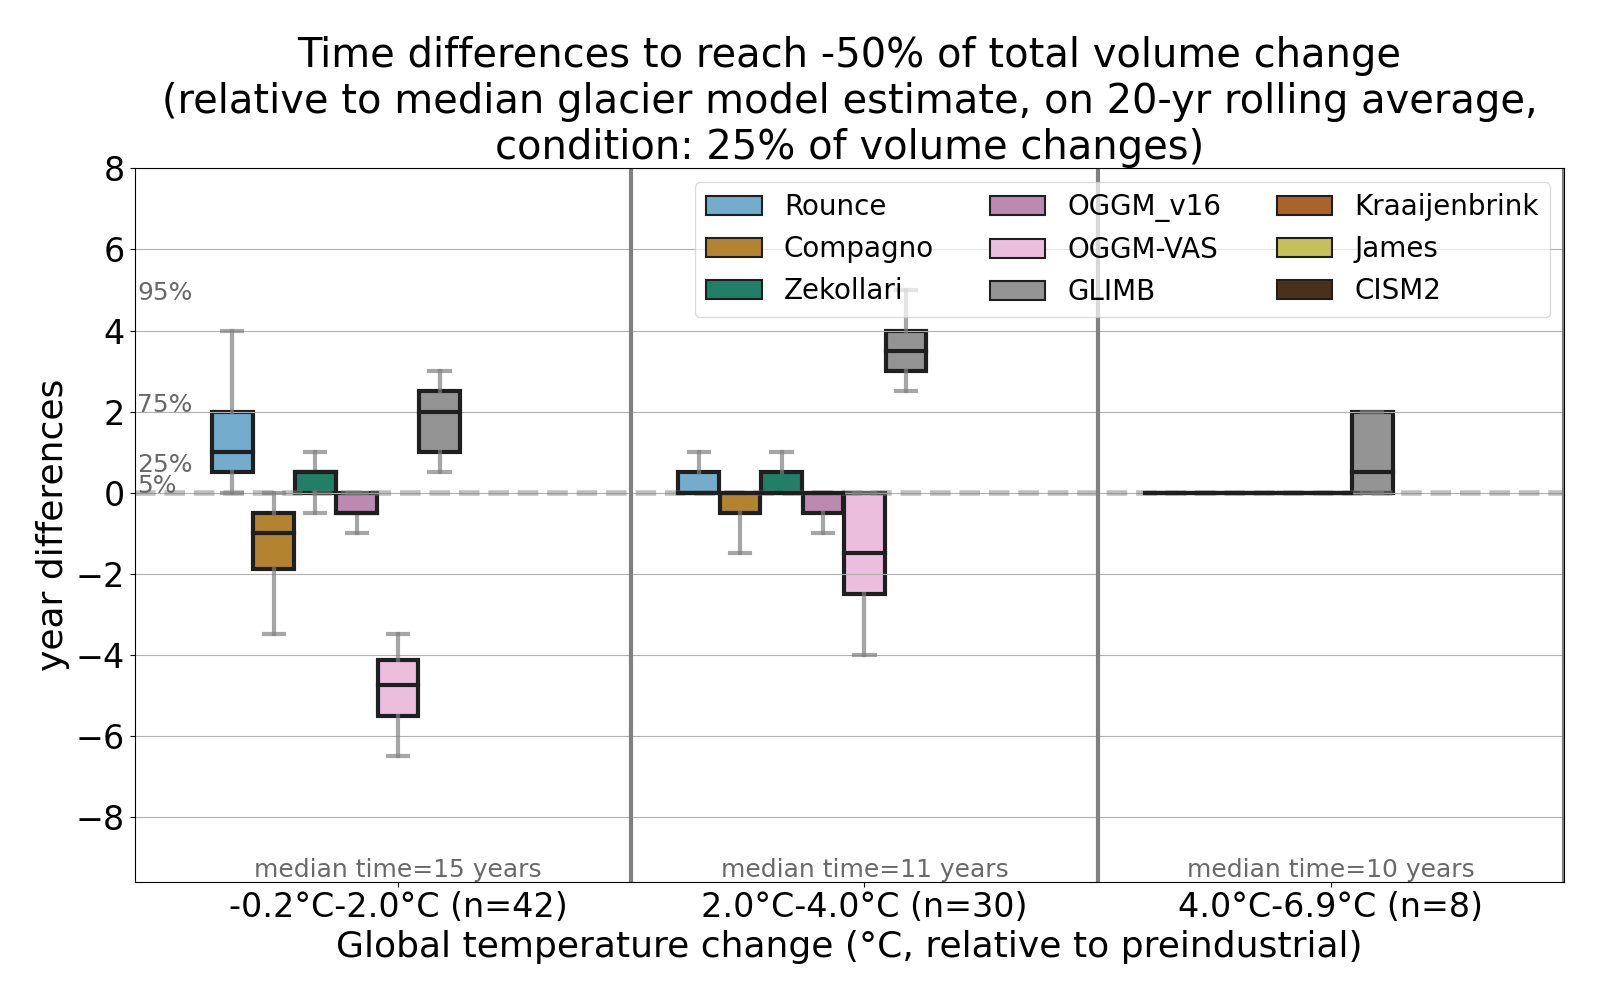 Time differences to reach -50% of total volume change
(relative to median glacier model estimate, on 20-yr rolling average,
condition: 25% of volume changes)
Rounce
OGGM_v16
Kraaijenbrink
Compagno
OGGM-VAS
James
Zekollari
GLIMB
CISM2
8
6
4
2
0
−2
−4
−6
−8
year differences
95%
75%
25%
5%
median time=15 years
median time=11 years
median time=10 years
-0.2°C-2.0°C (n=42)
2.0°C-4.0°C (n=30)
4.0°C-6.9°C (n=8)
Global temperature change (°C, relative to preindustrial)